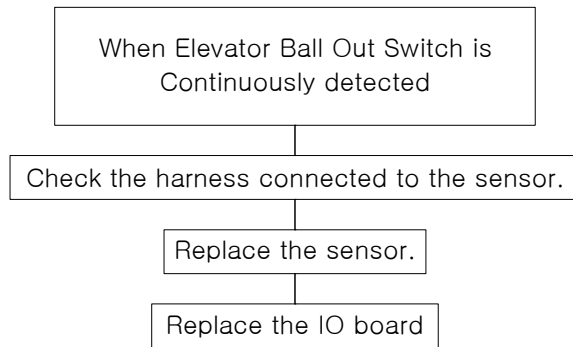 When Elevator Ball Out Switch is
Continuously detected
Check the harness connected to the sensor.
Replace the sensor.
Replace the IO board